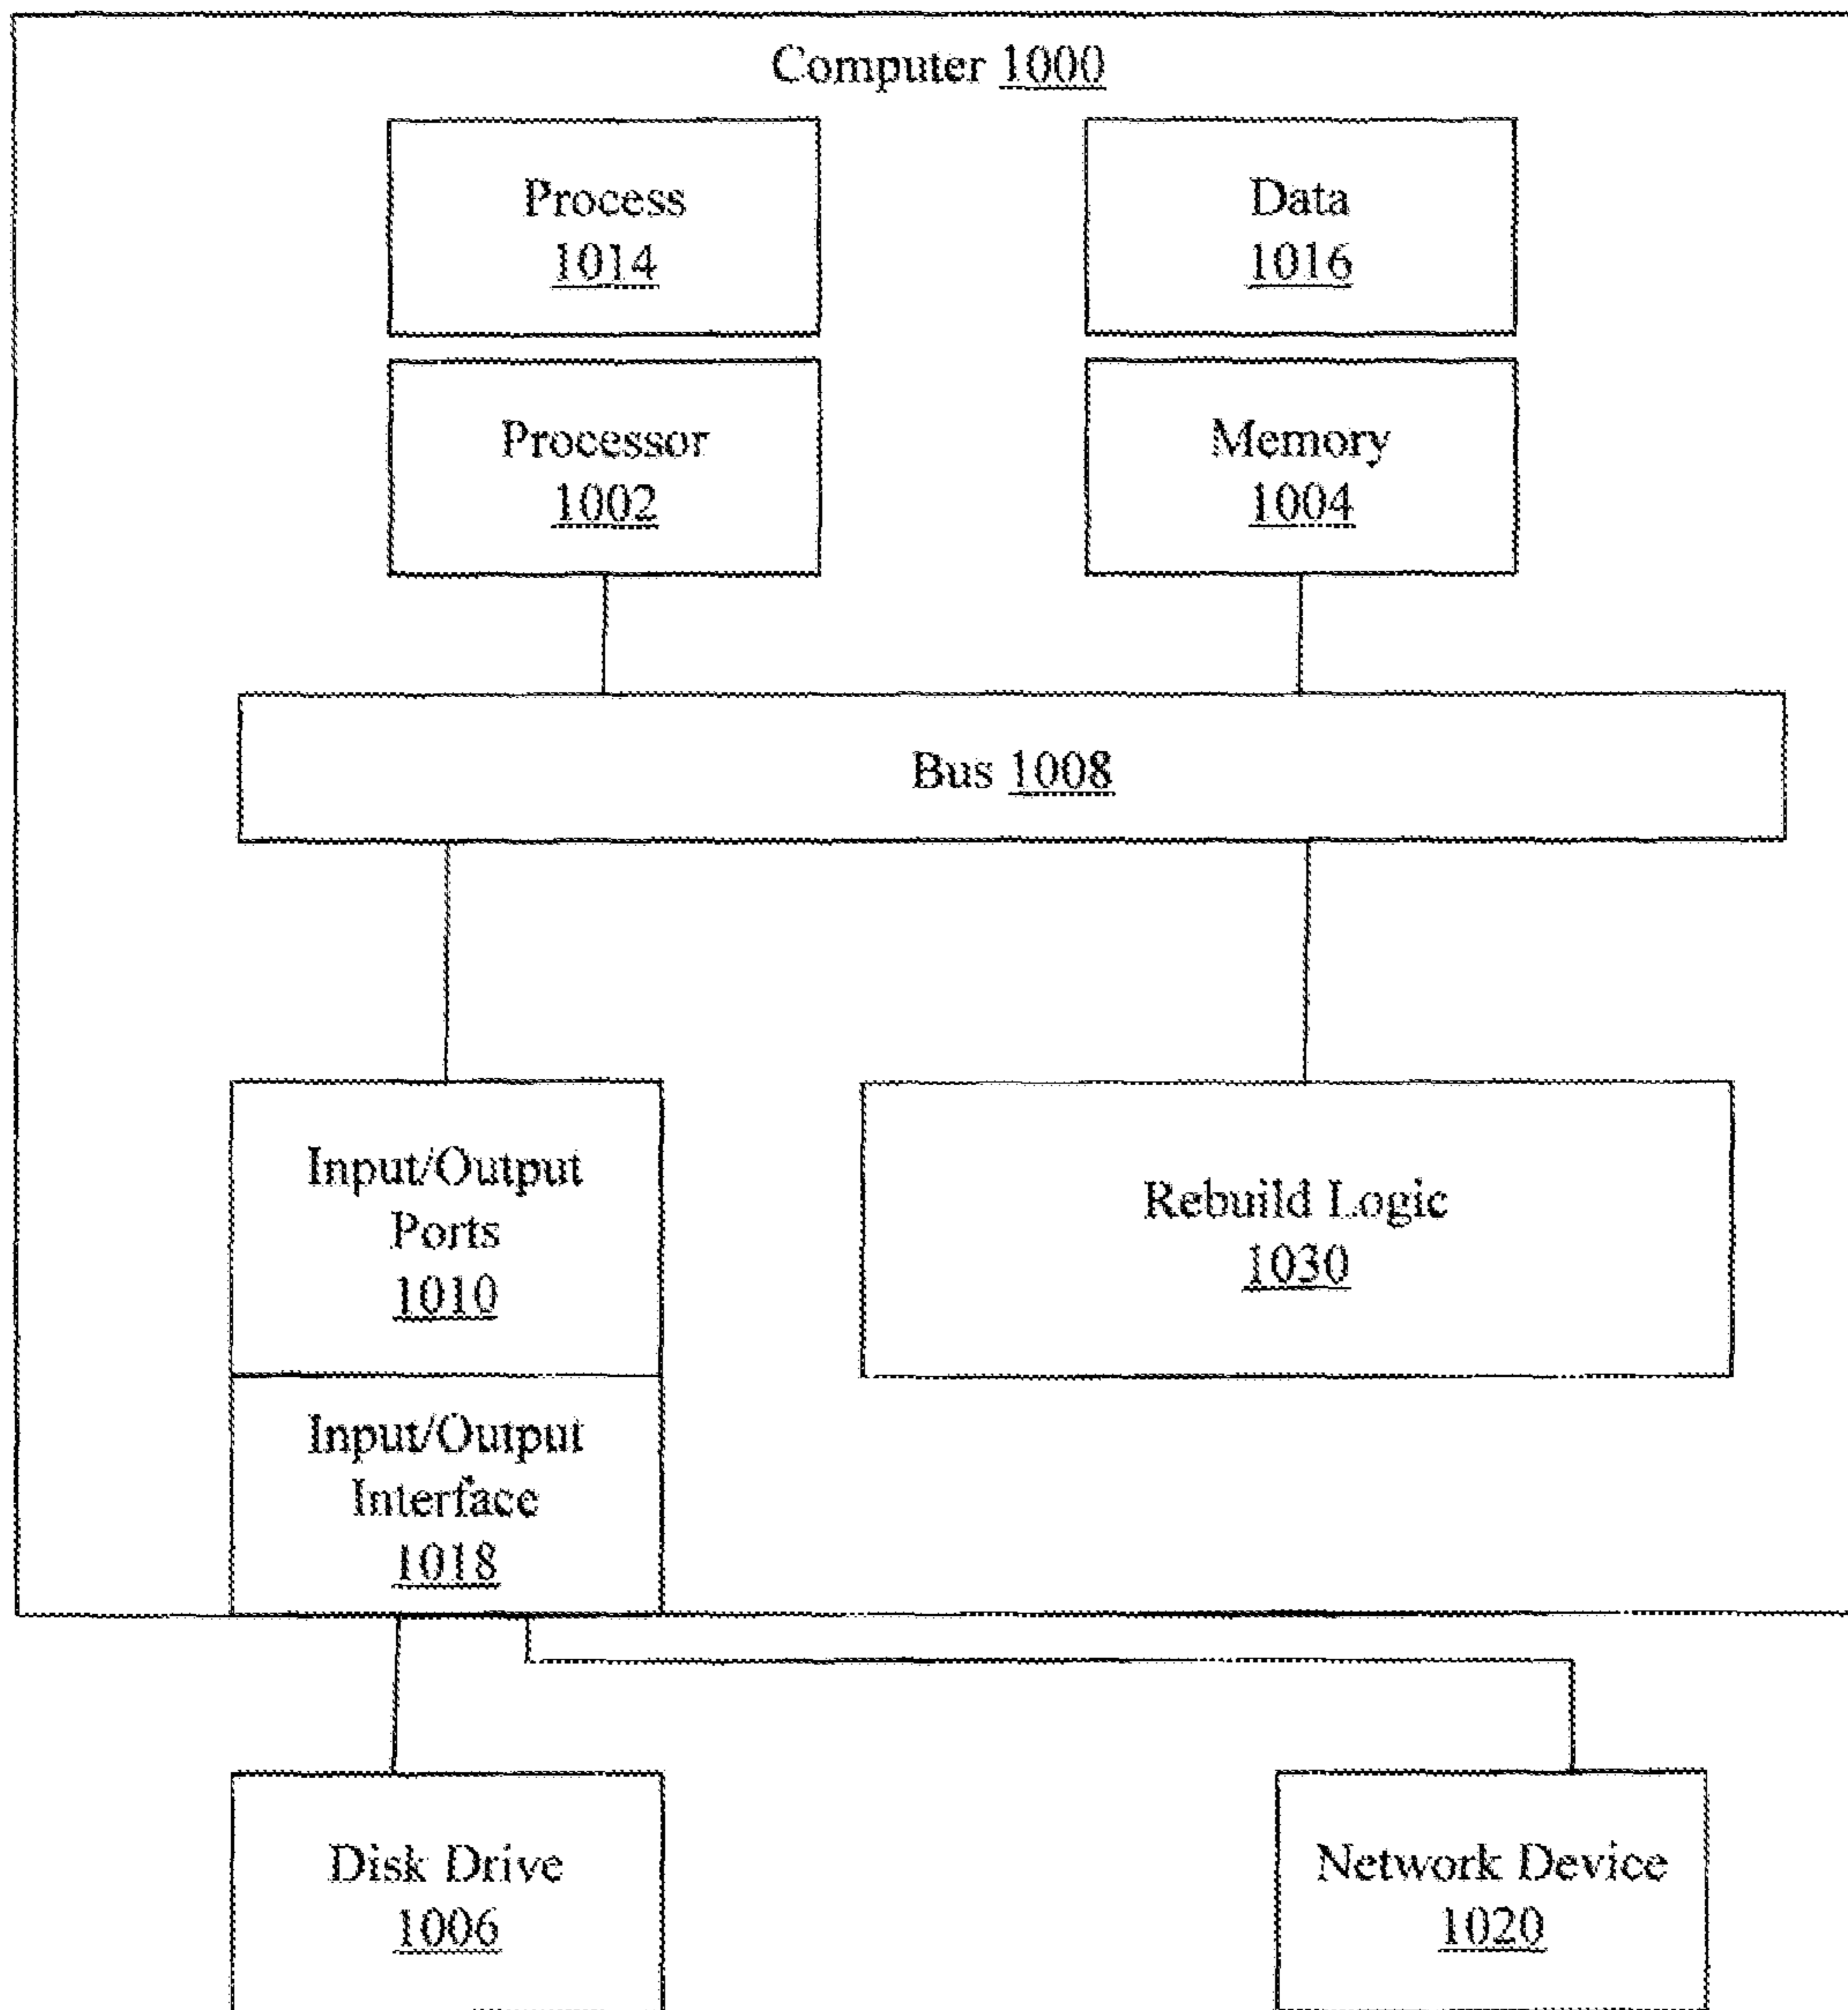 Computer 1000
Process
1014
Data
1016
Processor
1002
Memory
1004
Bus 1008
Input/Output
Ports
1010
Rebuild Logic
1030
Input/Output
Interface
1018
Disk Drive
1006
Network Device
1020